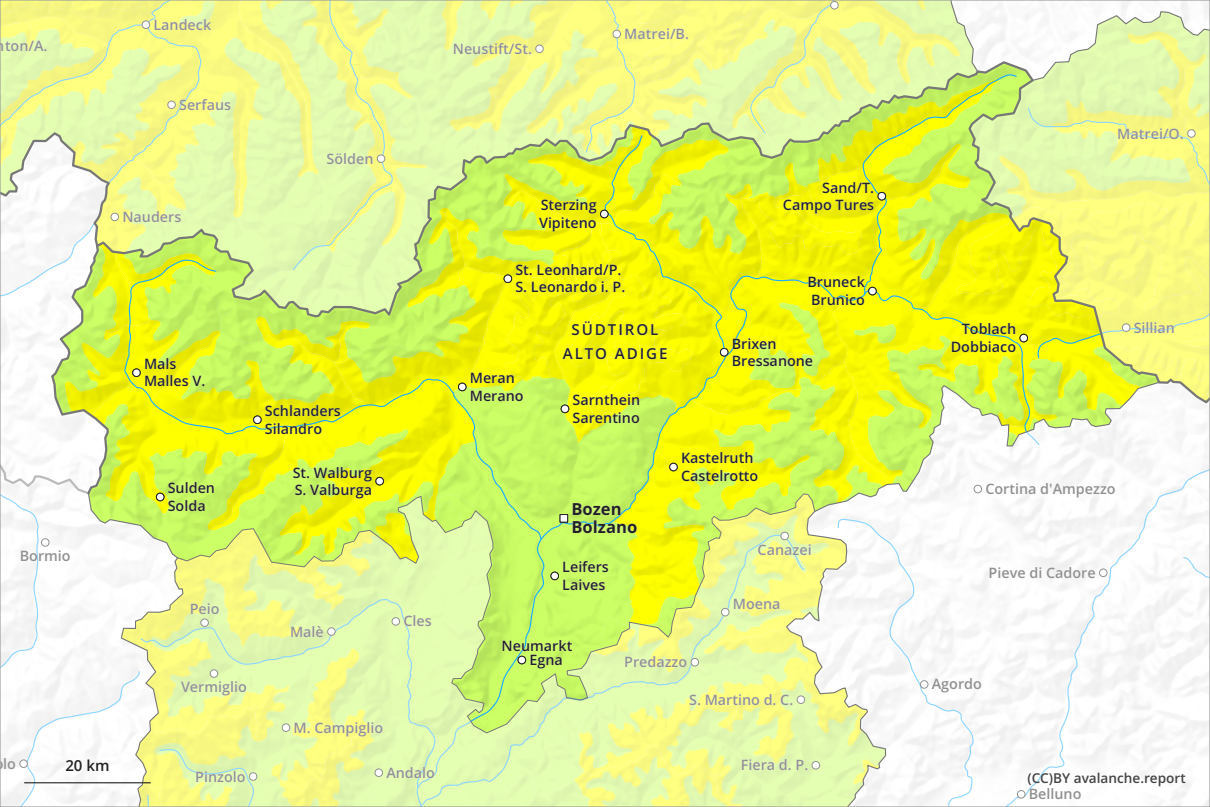 Landeck
nton/A.
Serfaus
Neustift/St.
Matrei/B.
Sölden
Nauders
Matrei/O.
Sand/T.
Campo Tures
Sterzing
Vipiteno
St. Leonhard/P.
S. Leonardo i. P.
Bruneck
Brunico
SÜDTIROL
ALTO ADIGE
Toblach
Dobbiaco
Sillian
Brixen
Bressanone
Mals
Malles V.
Meran
Merano
Schlanders
Silandro
Sarnthein
Sarentino
St. Walburg
S. Valburga
Kastelruth
Castelrotto
Sulden
Solda
Cortina d'Ampezzo
Bozen
Bolzano
Bormio
Canazei
Leifers
Laives
Pieve di Cadore
Peio
Moena
Malè
Cles
Neumarkt
Egna
Predazzo
Vermiglio
Agordo
S. Martino d. C.
M. Campiglio
20 km
olo
Pinzolo
Andalo
Fiera d. P.
(CC)BY avalanche.report
Belluno